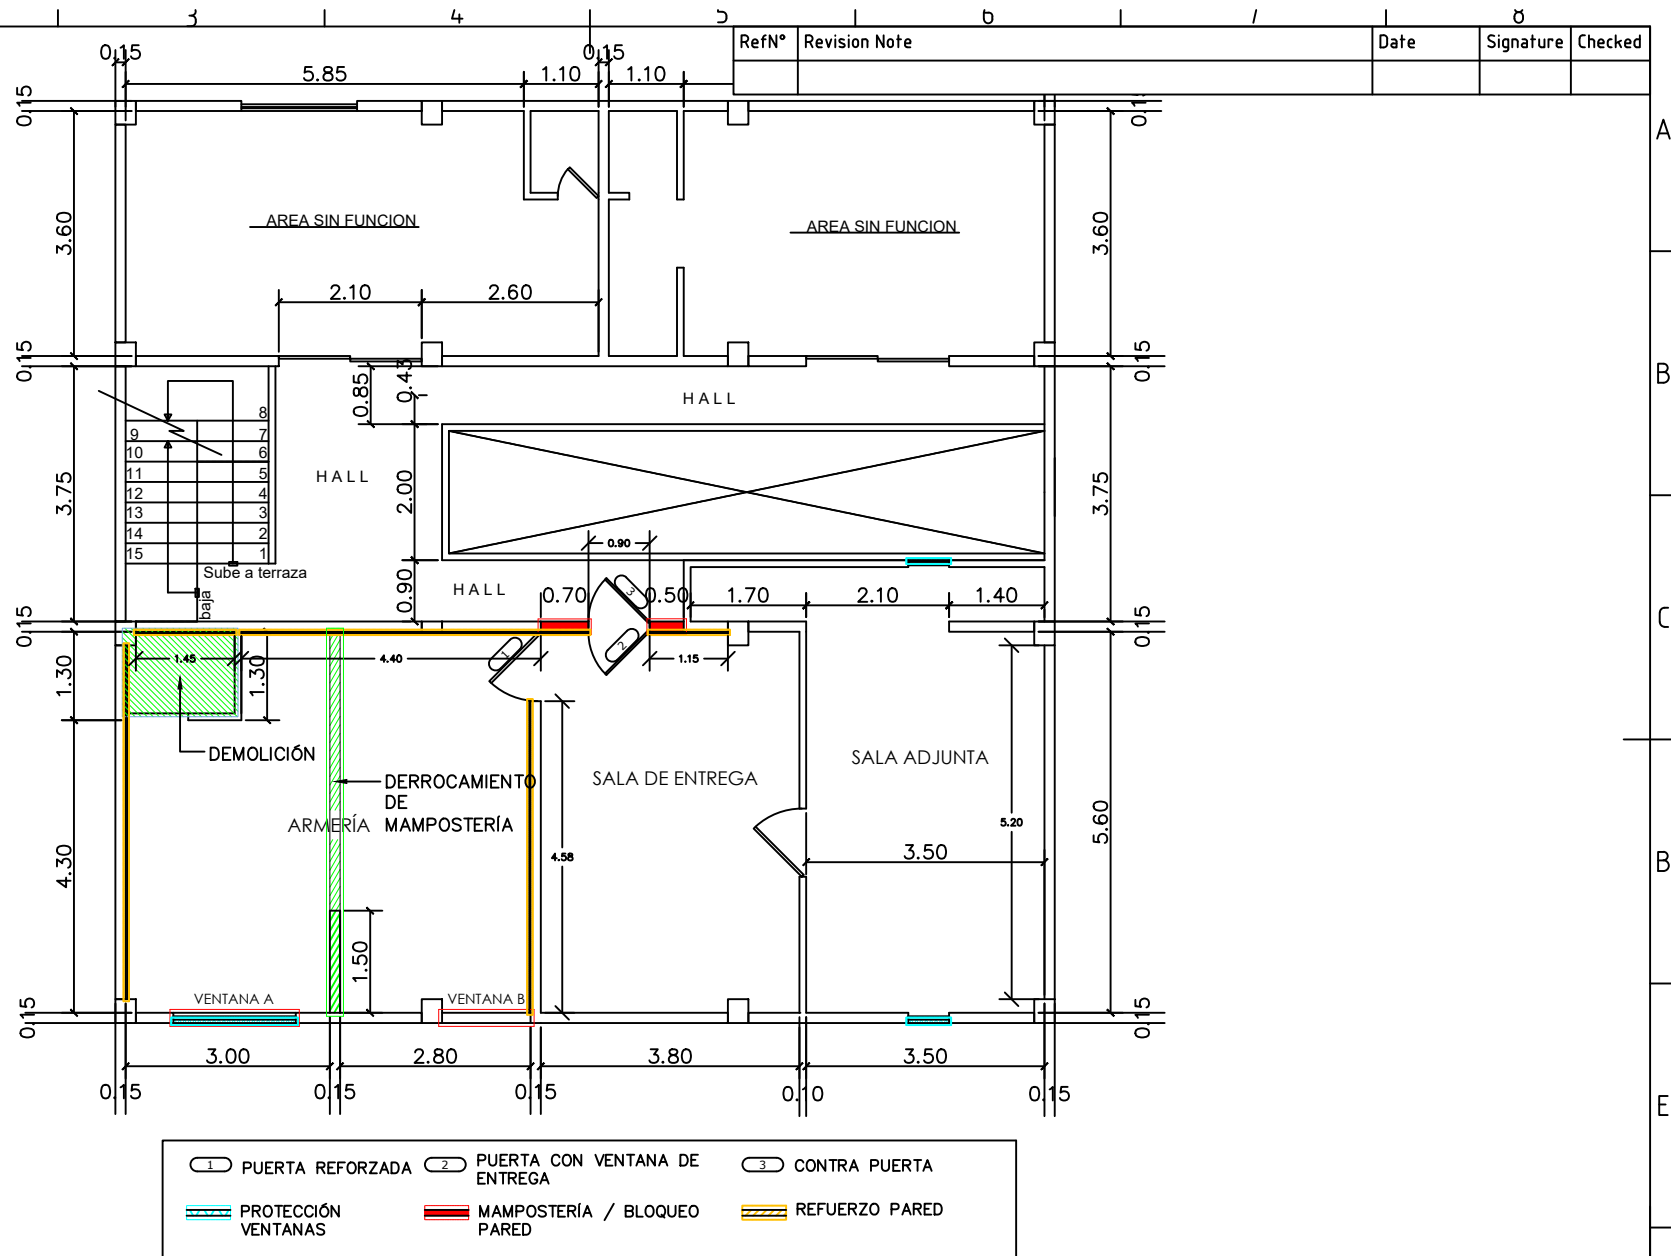 3 4 5 6 7 8
RefNº Revision Note Date Signature Checked
0.15 0.15
5.85 1.10 1.10
0.15 0.15
A
3.60 AREA SIN FUNCION AREA SIN FUNCION 3.60
2.10 2.60
0.15 0.15
B
0.85 0.43
HALL
8
9 7
10 6
11 5
12 4
13 3
14 2
15 1
HALL
3.75 2.00 3.75
0.90
Sube a terraza
baja
HALL
0.90
0.70 3 0.50 1.70 2.10 1.40
C
0.15 0.15
1 2
1.45 4.40 1.15
1.30 1.30
DEMOLICIÓN
DERROCAMIENTO
DE
MAMPOSTERÍA
ARMERÍA
SALA DE ENTREGA
SALA ADJUNTA
5.20
5.60
4.30
4.58
3.50
B
1.50
VENTANA A VENTANA B
0.15 0.15
3.00 2.80 3.80 3.50
0.15 0.15 0.15 0.10 0.15
E
1 PUERTA REFORZADA
2 PUERTA CON VENTANA DE
ENTREGA
3 CONTRA PUERTA
PROTECCIÓN
VENTANAS
MAMPOSTERÍA / BLOQUEO
PARED
REFUERZO PARED